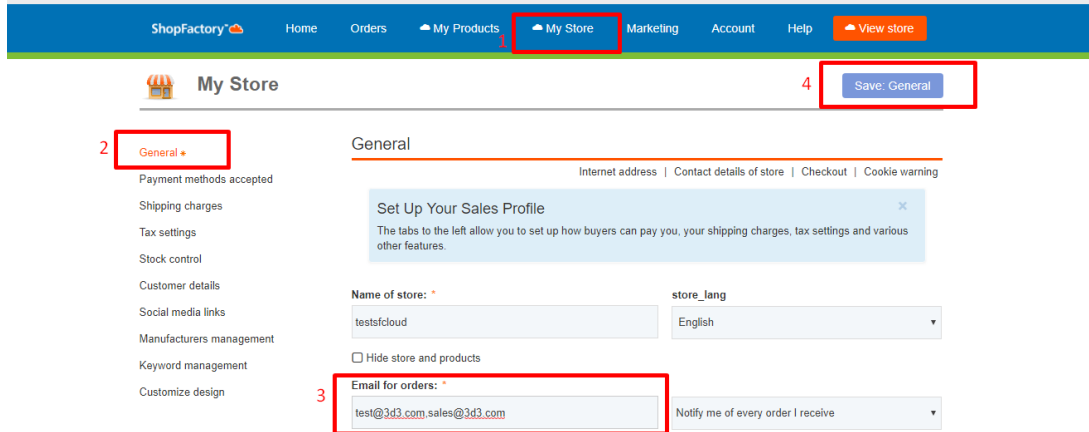 ShopFactory Home Orders My Products My Store Marketing Account Help View store
1
My Store
4
Save: General
2
General *
Payment methods accepted
Shipping charges
Tax settings
Stock control
Customer details
Social media links
Manufacturers management
Keyword management
Customize design
General
Internet address | Contact details of store | Checkout | Cookie warning
Set Up Your Sales Profile ×
The tabs to the left allow you to set up how buyers can pay you, your shipping charges, tax settings and various
other features.
Name of store: * store_lang
testsfcloud English
Hide store and products
3
Email for orders: *
test@3d3.com,sales@3d3.com Notify me of every order I receive